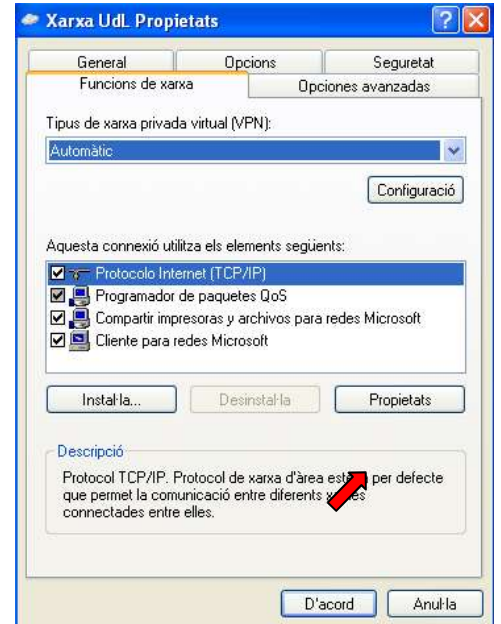 Xarxa UdL Propietats
General Opcions Seguretat
Funcions de xarxa Opciones avanzadas
Tipus de xarxa privada virtual (VPN):
Automàtic
Configuració
Aquesta connexió utilitza els elements següents:
Protocolo Internet (TCP/IP)
Programador de paquetes QoS
Compartir impresoras y archivos para redes Microsoft
Cliente para redes Microsoft
Instal·la... Desinstal·la Propietats
Descripció
Protocol TCP/IP. Protocol de xarxa d'àrea per defecte
que permet la comunicació entre diferents
connectades entre elles.
D'acord Anul·la